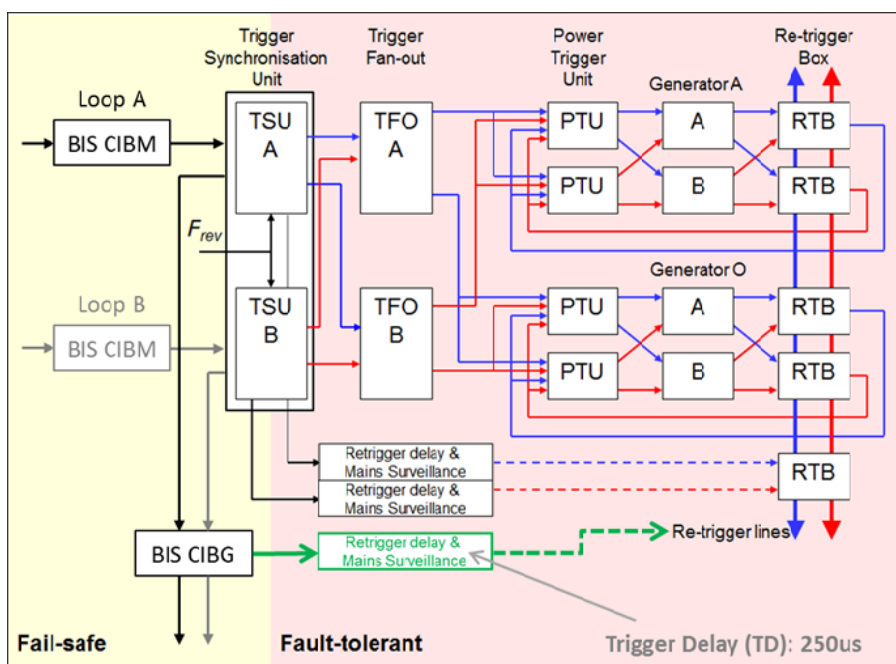 Trigger
Synchronisation
Unit
Trigger
Fan-out
Power
Trigger
Unit
Re-trigger
Box
Generator A
Loop A
BIS CIBM
TSU
A
TFO
A
PTU
A
RTB
PTU
B
RTB
Frev
Generator O
Loop B
BIS CIBM
TSU
B
TFO
B
PTU
A
RTB
PTU
B
RTB
Retrigger delay &
Mains Surveillance
Retrigger delay &
Mains Surveillance
RTB
BIS CIBG
Retrigger delay &
Mains Surveillance
Re-trigger lines
Fail-safe
Fault-tolerant
Trigger Delay (TD): 250us